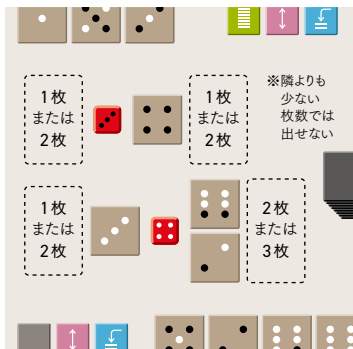 1枚
または
2枚
1枚
または
2枚
※隣よりも
少ない
枚数では
出せない
1枚
または
2枚
2枚
または
3枚